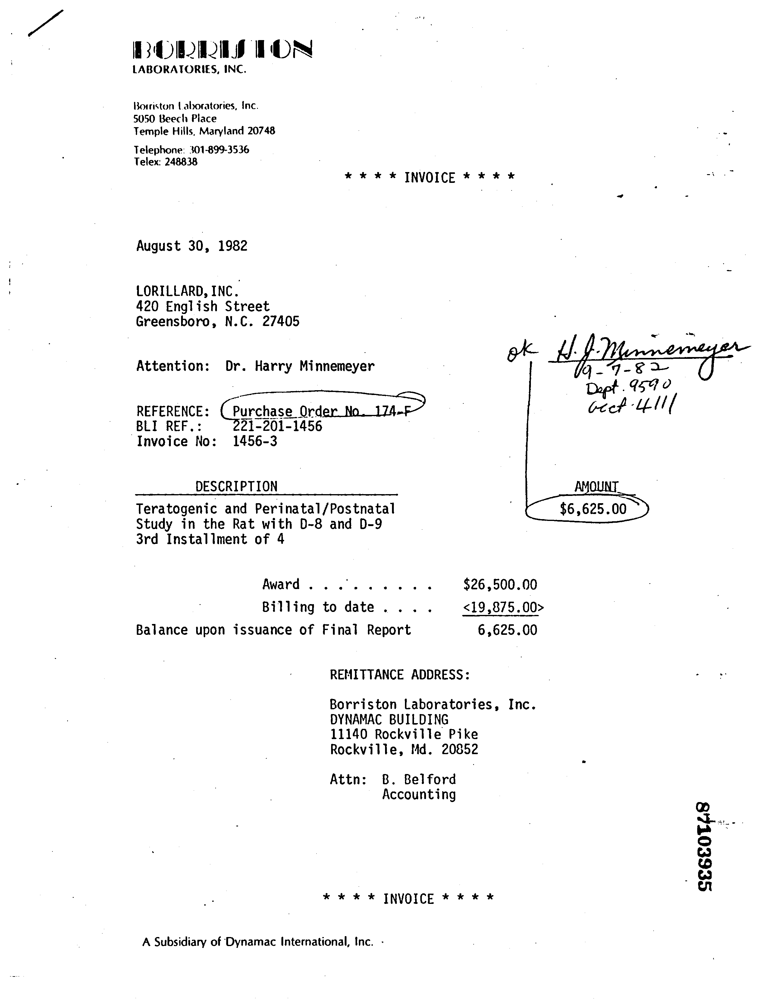 BORRISTON
LABORATORIES, INC.
Borriston Laboratories, Inc.
5050 Beech Place
Temple Hills, Maryland 20748
Telephone: 301-899-3536
Telex: 248838
* * * * INVOICE * * * *
August 30, 1982
LORILLARD, INC.
420 English Street
Greensboro, N.C. 27405
ok H. J. Minnemeyer
9-7-82
Dept. 9590
acct. 4111
Attention: Dr. Harry Minnemeyer
REFERENCE: Purchase Order No. 174-F
BLI REF.: 221-201-1456
Invoice No: 1456-3
DESCRIPTION AMOUNT
Teratogenic and Perinatal/Postnatal $6,625.00
Study in the Rat with D-8 and D-9
3rd Installment of 4
Award . . . . . . . . . $26,500.00
Billing to date . . . . <19,875.00>
Balance upon issuance of Final Report 6,625.00
REMITTANCE ADDRESS:
Borriston Laboratories, Inc.
DYNAMAC BUILDING
11140 Rockville Pike
Rockville, Md. 20852
Attn: B. Belford
Accounting
87103935
* * * * INVOICE * * * *
A Subsidiary of Dynamac International, Inc.